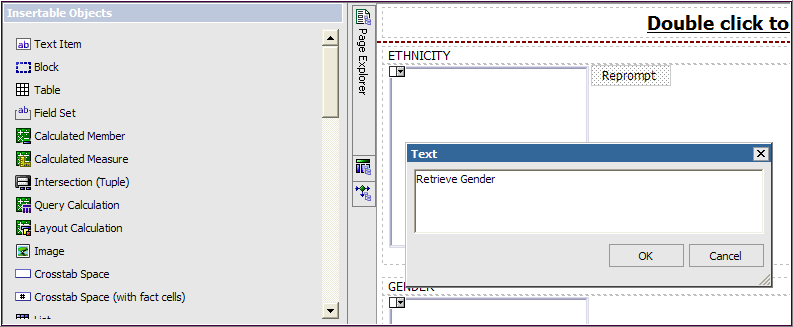 Insertable Objects
Text Item
Block
Table
Field Set
Calculated Member
Calculated Measure
Intersection (Tuple)
Query Calculation
Layout Calculation
Image
Crosstab Space
Crosstab Space (with fact cells)
List
Page Explorer
Double click to
ETHNICITY
Reprompt
Text
Retrieve Gender
OK
Cancel
GENDER